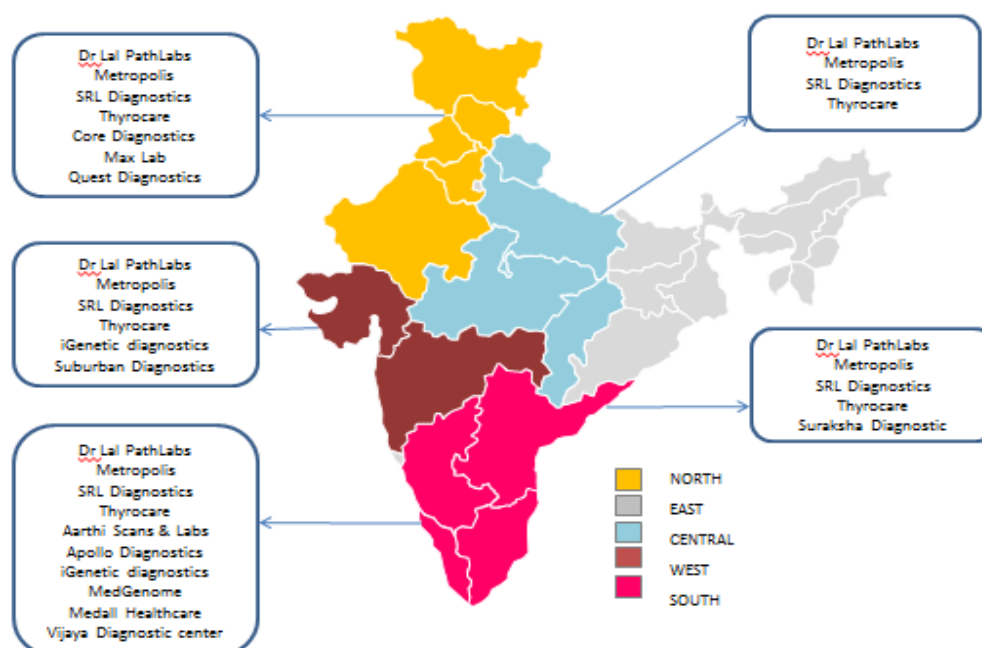 Dr Lal PathLabs
Metropolis
SRL Diagnostics
Thyrocare
Core Diagnostics
Max Lab
Quest Diagnostics
Dr Lal PathLabs
Metropolis
SRL Diagnostics
Thyrocare
Dr Lal PathLabs
Metropolis
SRL Diagnostics
Thyrocare
iGenetic diagnostics
Suburban Diagnostics
Dr Lal PathLabs
Metropolis
SRL Diagnostics
Thyrocare
Suraksha Diagnostic
Dr Lal PathLabs
Metropolis
SRL Diagnostics
Thyrocare
Aarthi Scans & Labs
Apollo Diagnostics
iGenetic diagnostics
MedGenome
Medall Healthcare
Vijaya Diagnostic center
NORTH
EAST
CENTRAL
WEST
SOUTH